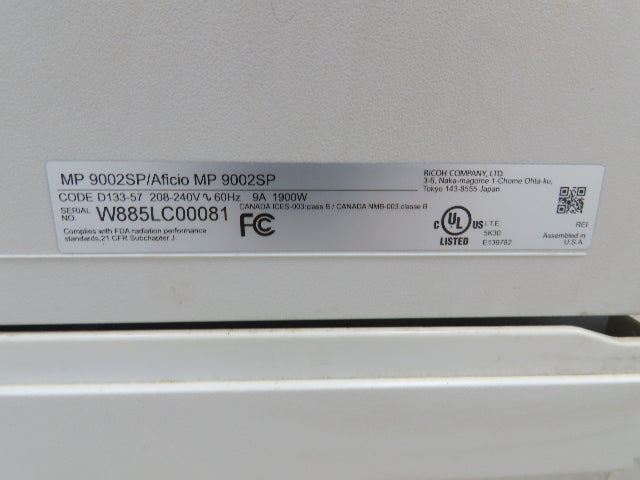 MP 9002SP/Aficio MP 9002SP
CODE D133-57 208-240V ∿ 60Hz 9A 1900W
SERIAL NO. W885LC00081
CANADA ICES-003:class B / CANADA NMB-003:classe B
Complies with FDA radiation performance
standards,21 CFR Subchapter J.
FC
RICOH COMPANY, LTD.
3-6, Naka-magome 1-Chome Ohta-ku,
Tokyo 143-8555 Japan
C UL US
LISTED
I.T.E.
5K30
E139782
REI
Assembled in
U.S.A.